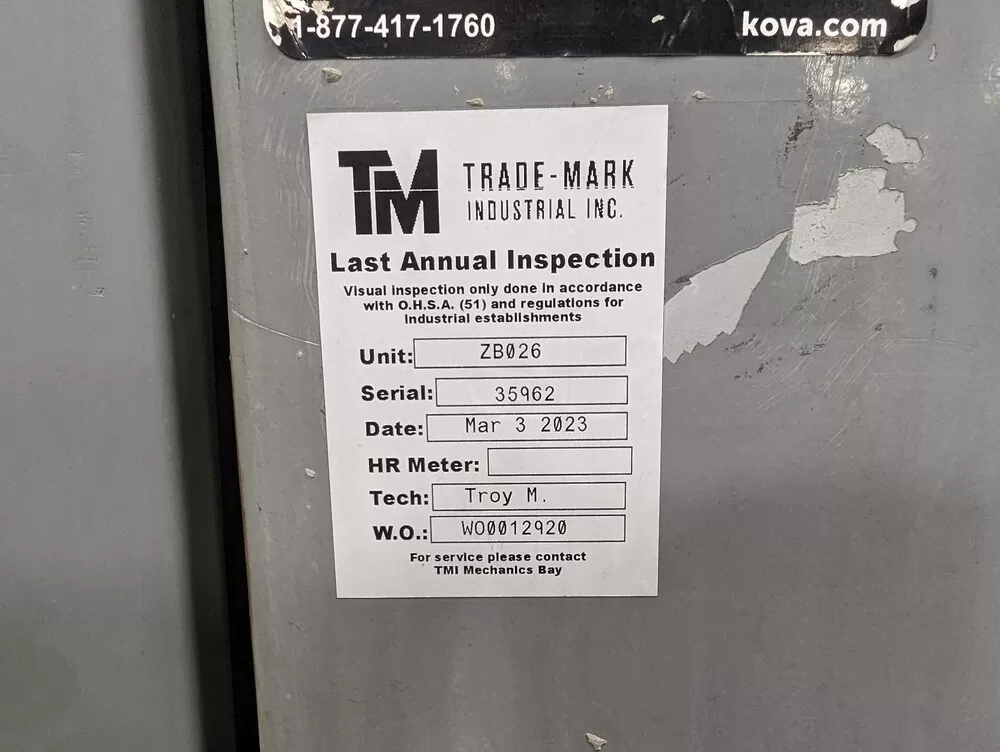 1-877-417-1760
kova.com
TM
TRADE-MARK
INDUSTRIAL INC.
Last Annual Inspection
Visual inspection only done in accordance
with O.H.S.A. (51) and regulations for
industrial establishments
Unit: ZB026
Serial: 35962
Date: Mar 3 2023
HR Meter:
Tech: Troy M.
W.O.: WO0012920
For service please contact
TMI Mechanics Bay